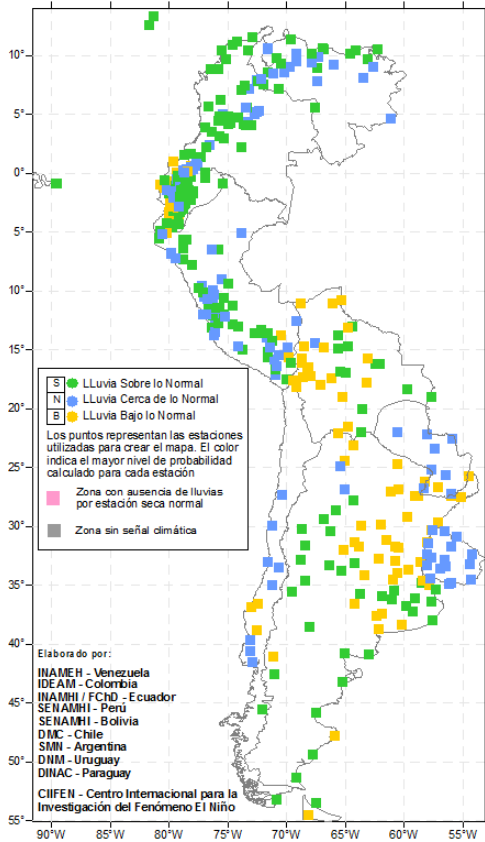 10°
5°
0°
5°
10°
15°
20°
25°
30°
35°
40°
45°
50°
55°
S LLuvia Sobre lo Normal
N LLuvia Cerca de lo Normal
B LLuvia Bajo lo Normal
Los puntos representan las estaciones
utilizadas para crear el mapa. El color
indica el mayor nivel de probabilidad
calculado para cada estación
Zona con ausencia de lluvias
por estación seca normal
Zona sin señal climática
Elaborado por:
INAMEH - Venezuela
IDEAM - Colombia
INAMHI / FChD - Ecuador
SENAMHI - Perú
SENAMHI - Bolivia
DMC - Chile
SMN - Argentina
DNM - Uruguay
DINAC - Paraguay
CIIFEN - Centro Internacional para la
Investigación del Fenómeno El Niño
90°W 85°W 80°W 75°W 70°W 65°W 60°W 55°W